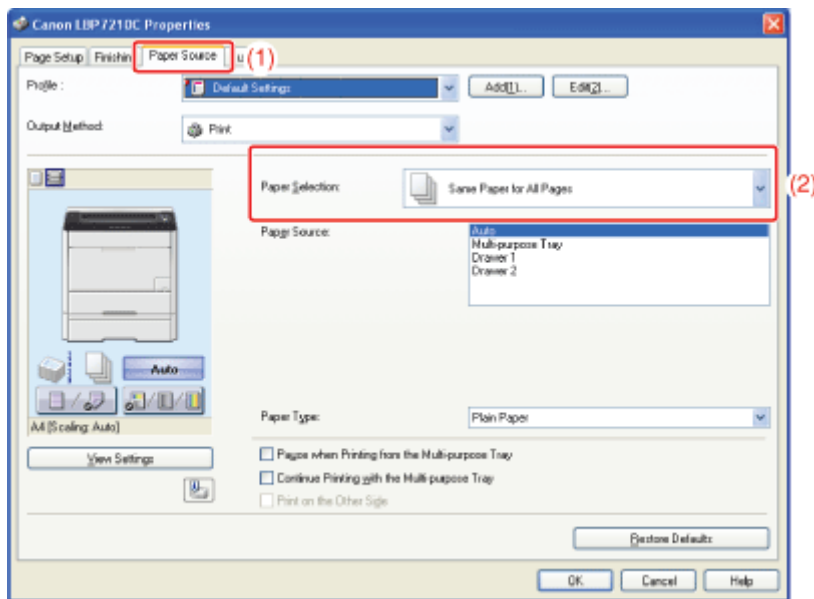 Canon LBP7210C Properties
Page Setup Finishin Paper Source u (1)
Profile : Default Settings Add(1)... Edit(2)...
Output Method: Print
Paper Selection: Same Paper for All Pages (2)
Paper Source: Auto
Multi-purpose Tray
Drawer 1
Drawer 2
Auto
A4 [Scaling: Auto]
Paper Type: Plain Paper
View Settings
Pause when Printing from the Multi-purpose Tray
Continue Printing with the Multi-purpose Tray
Print on the Other Side
Restore Defaults
OK Cancel Help